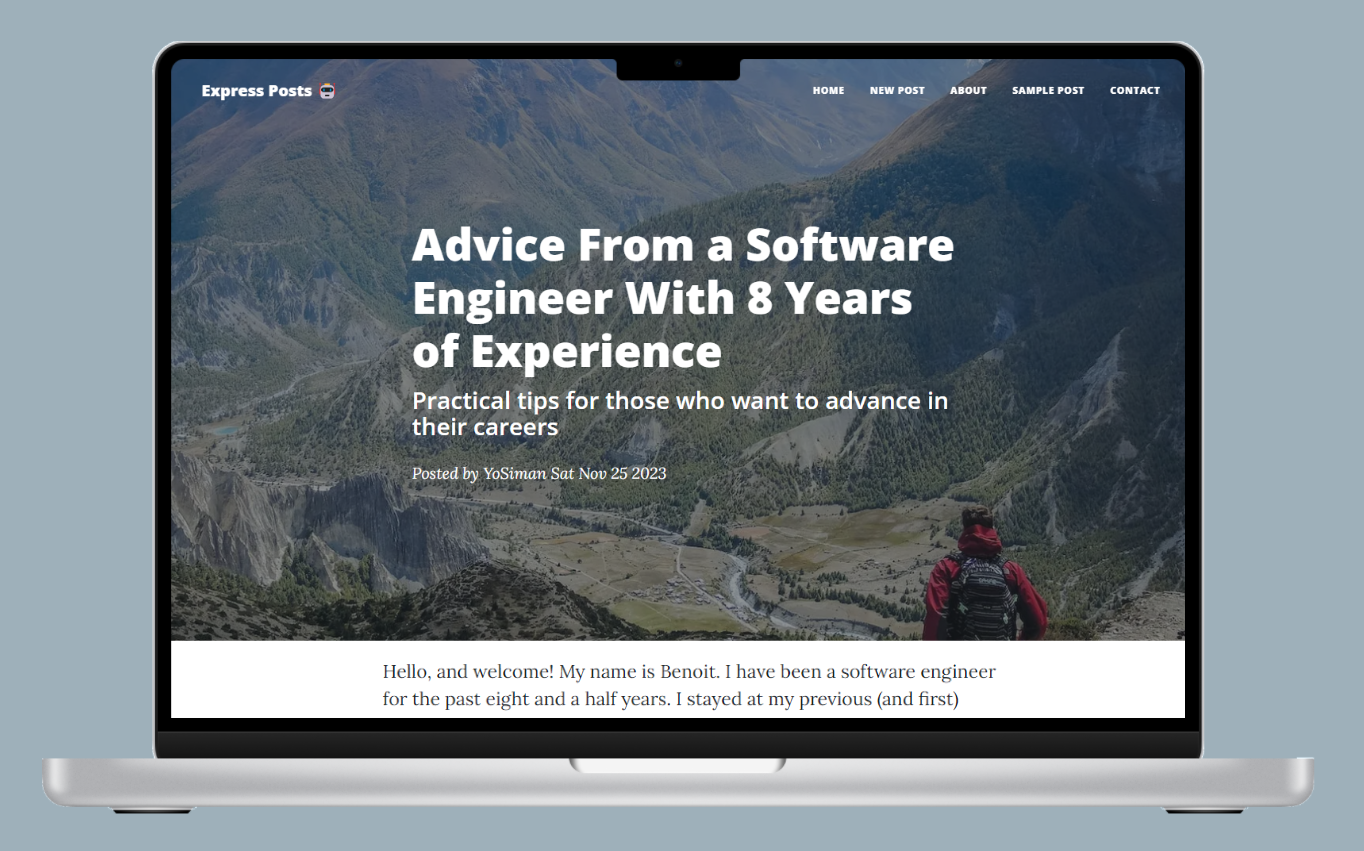 Express Posts
HOME NEW POST ABOUT SAMPLE POST CONTACT
Advice From a Software
Engineer With 8 Years
of Experience
Practical tips for those who want to advance in
their careers
Posted by YoSiman Sat Nov 25 2023
Hello, and welcome! My name is Benoit. I have been a software engineer
for the past eight and a half years. I stayed at my previous (and first)